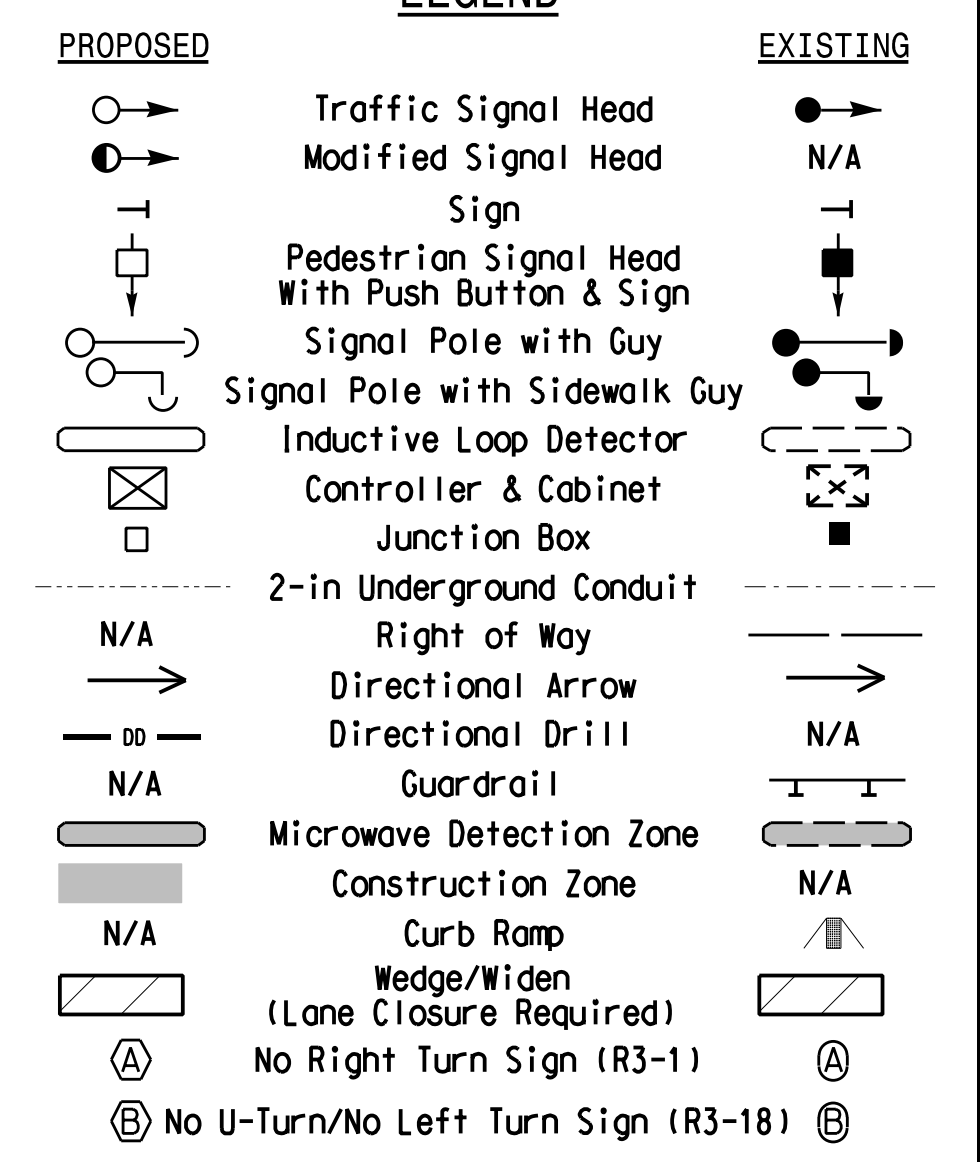 LEGEND
PROPOSED EXISTING
Traffic Signal Head
Modified Signal Head N/A
Sign
Pedestrian Signal Head
With Push Button & Sign
Signal Pole with Guy
Signal Pole with Sidewalk Guy
Inductive Loop Detector
Controller & Cabinet
Junction Box
2-in Underground Conduit
N/A Right of Way
Directional Arrow
DD Directional Drill N/A
N/A Guardrail
Microwave Detection Zone
Construction Zone N/A
N/A Curb Ramp
Wedge/Widen
(Lane Closure Required)
A No Right Turn Sign (R3-1) A
B No U-Turn/No Left Turn Sign (R3-18) B